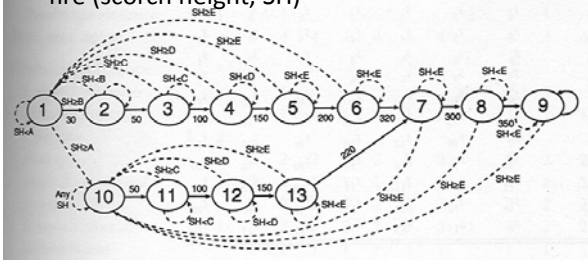 fire (scorch height, SH)
SH≥E
SH≥E
SH≥D
SH≥E
SH≥C
SH<B SH<C SH<D SH<E SH<E SH<E SH<E
1 SH≥B 2 3 4 5 6 7 8 9
30 50 100 150 200 320 300 350
SH<A SH<E
SH≥A
SH≥E
SH≥D
SH≥C
220
Any SH 10 50 11 100 12 150 13
SH<C SH<D SH<E
SH≥E SH≥E SH≥E